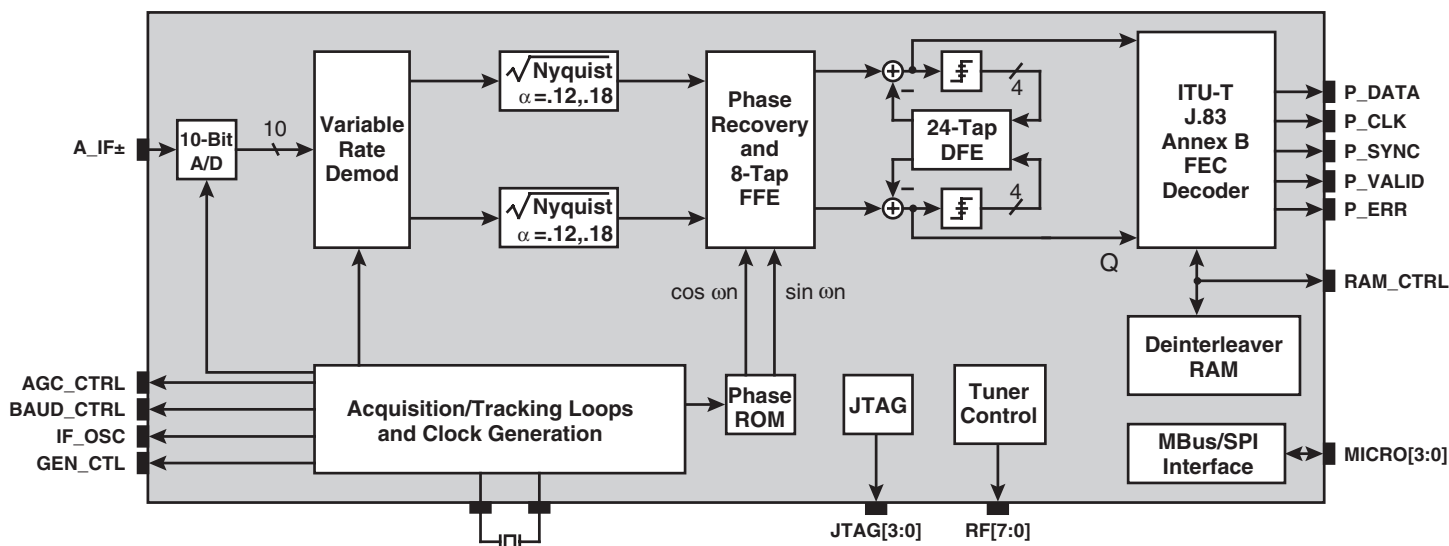 A_IF±
10-Bit
A/D
10
Variable
Rate
Demod
√Nyquist
α=.12,.18
√Nyquist
α=.12,.18
Phase
Recovery
and
8-Tap
FFE
+
–
4
24-Tap
DFE
–
+
4
Q
ITU-T
J.83
Annex B
FEC
Decoder
P_DATA
P_CLK
P_SYNC
P_VALID
P_ERR
RAM_CTRL
Deinterleaver
RAM
cos ωn
sin ωn
AGC_CTRL
BAUD_CTRL
IF_OSC
GEN_CTL
Acquisition/Tracking Loops
and Clock Generation
Phase
ROM
JTAG
Tuner
Control
MBus/SPI
Interface
MICRO[3:0]
JTAG[3:0]
RF[7:0]